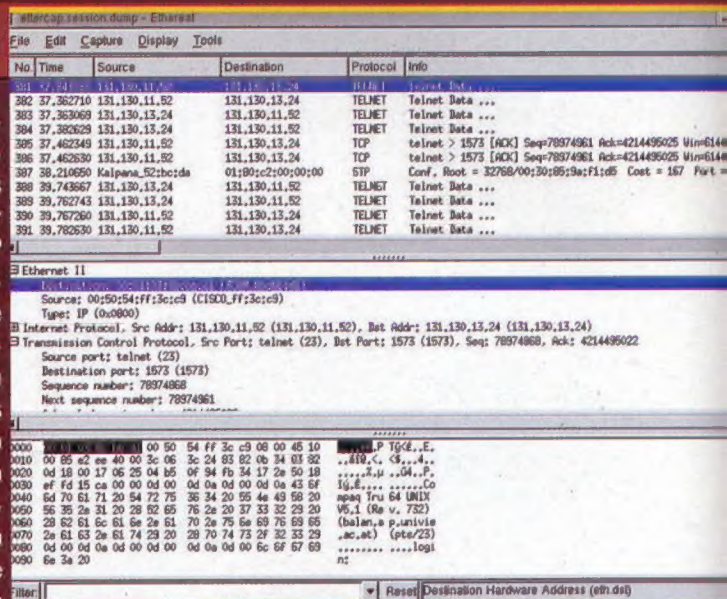 ettercap.session.dump - Ethereal
File Edit Capture Display Tools
No. Time Source Destination Protocol Info
382 37.362710 131.130.11.52 131.130.13.24 TELNET Telnet Data ...
383 37.363069 131.130.13.24 131.130.11.52 TELNET Telnet Data ...
384 37.382629 131.130.11.52 131.130.13.24 TELNET Telnet Data ...
385 37.462349 131.130.11.52 131.130.13.24 TCP telnet > 1573 [ACK] Seq=78974961 Ack=4214495025 Win=6144
386 37.462630 131.130.11.52 131.130.13.24 TCP telnet > 1573 [ACK] Seq=78974961 Ack=4214495025 Win=6144
387 38.210650 Kalpana_52:bc:da 01:80:c2:00:00:00 STP Conf. Root = 32768/00:30:85:9a:f1:d5 Cost = 167 Port =
388 39.743667 131.130.13.24 131.130.11.52 TELNET Telnet Data ...
389 39.762743 131.130.11.52 131.130.13.24 TELNET Telnet Data ...
390 39.767260 131.130.13.24 131.130.11.52 TELNET Telnet Data ...
391 39.782630 131.130.11.52 131.130.13.24 TELNET Telnet Data ...
Ethernet II
Source: 00:50:54:ff:3c:c9 (CISCO_ff:3c:c9)
Type: IP (0x0800)
Internet Protocol, Src Addr: 131.130.11.52 (131.130.11.52), Dst Addr: 131.130.13.24 (131.130.13.24)
Transmission Control Protocol, Src Port: telnet (23), Dst Port: 1573 (1573), Seq: 78974868, Ack: 4214495022
Source port: telnet (23)
Destination port: 1573 (1573)
Sequence number: 78974868
Next sequence number: 78974961
0000 00 50 54 ff 3c c9 08 00 45 10
0010 00 85 e2 ee 40 00 3c 06 3c 24 83 82 0b 34 83 82
0020 0d 18 00 17 06 25 04 b5 0f 94 fb 34 17 2e 50 18
0030 ef fd 15 ca 00 00 0d 00 0d 0a 0d 00 0d 0a 43 6f ........Co
0040 6d 70 61 71 20 54 72 75 36 34 20 55 4e 49 58 20 mpaq Tru 64 UNIX
0050 56 35 2e 31 20 28 52 65 76 2e 20 37 33 32 29 20 V5.1 (Re v. 732)
0060 28 62 61 6c 61 6e 2e 61 70 2e 75 6e 69 76 69 65 (balan.a p.univie
0070 2e 61 63 2e 61 74 29 20 28 70 74 73 2f 32 33 29 .ac.at) (pts/23)
0080 0d 00 0d 0a 0d 00 0d 00 0d 0a 0d 00 6c 6f 67 69 ........ ....logi
0090 6e 3a 20 n:
Filter: Reset Destination Hardware Address (eth.dst)